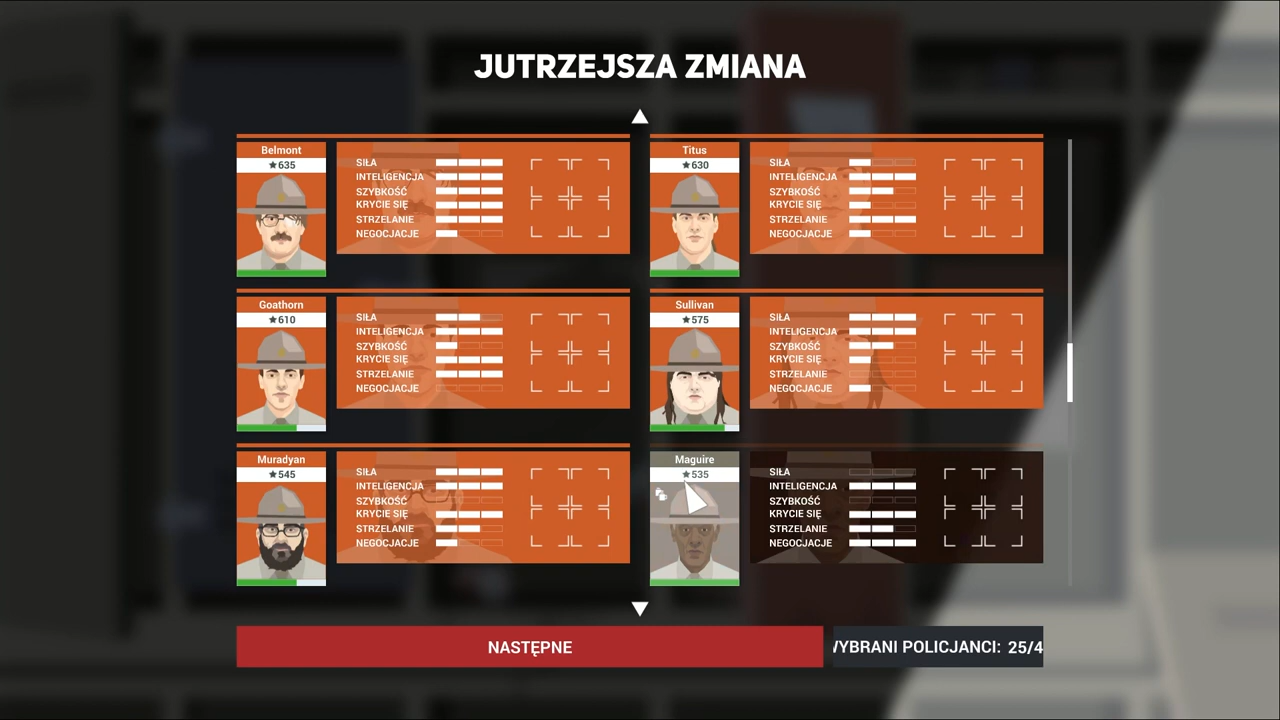 JUTRZEJSZA ZMIANA
Belmont
★635
SIŁA
INTELIGENCJA
SZYBKOŚĆ
KRYCIE SIĘ
STRZELANIE
NEGOCJACJE
Titus
★630
SIŁA
INTELIGENCJA
SZYBKOŚĆ
KRYCIE SIĘ
STRZELANIE
NEGOCJACJE
Goathorn
★610
SIŁA
INTELIGENCJA
SZYBKOŚĆ
KRYCIE SIĘ
STRZELANIE
NEGOCJACJE
Sullivan
★575
SIŁA
INTELIGENCJA
SZYBKOŚĆ
KRYCIE SIĘ
STRZELANIE
NEGOCJACJE
Muradyan
★545
SIŁA
INTELIGENCJA
SZYBKOŚĆ
KRYCIE SIĘ
STRZELANIE
NEGOCJACJE
Maguire
★535
SIŁA
INTELIGENCJA
SZYBKOŚĆ
KRYCIE SIĘ
STRZELANIE
NEGOCJACJE
NASTĘPNE
WYBRANI POLICJANCI: 25/4